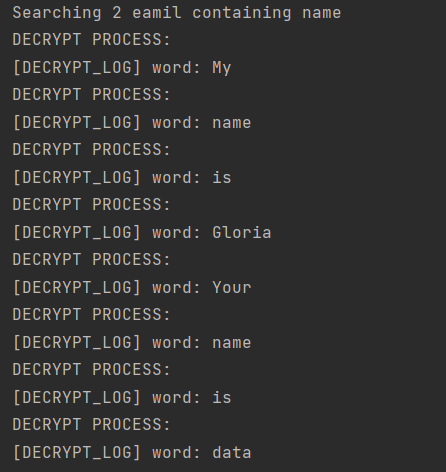 Searching 2 eamil containing name
DECRYPT PROCESS:
[DECRYPT_LOG] word: My
DECRYPT PROCESS:
[DECRYPT_LOG] word: name
DECRYPT PROCESS:
[DECRYPT_LOG] word: is
DECRYPT PROCESS:
[DECRYPT_LOG] word: Gloria
DECRYPT PROCESS:
[DECRYPT_LOG] word: Your
DECRYPT PROCESS:
[DECRYPT_LOG] word: name
DECRYPT PROCESS:
[DECRYPT_LOG] word: is
DECRYPT PROCESS:
[DECRYPT_LOG] word: data